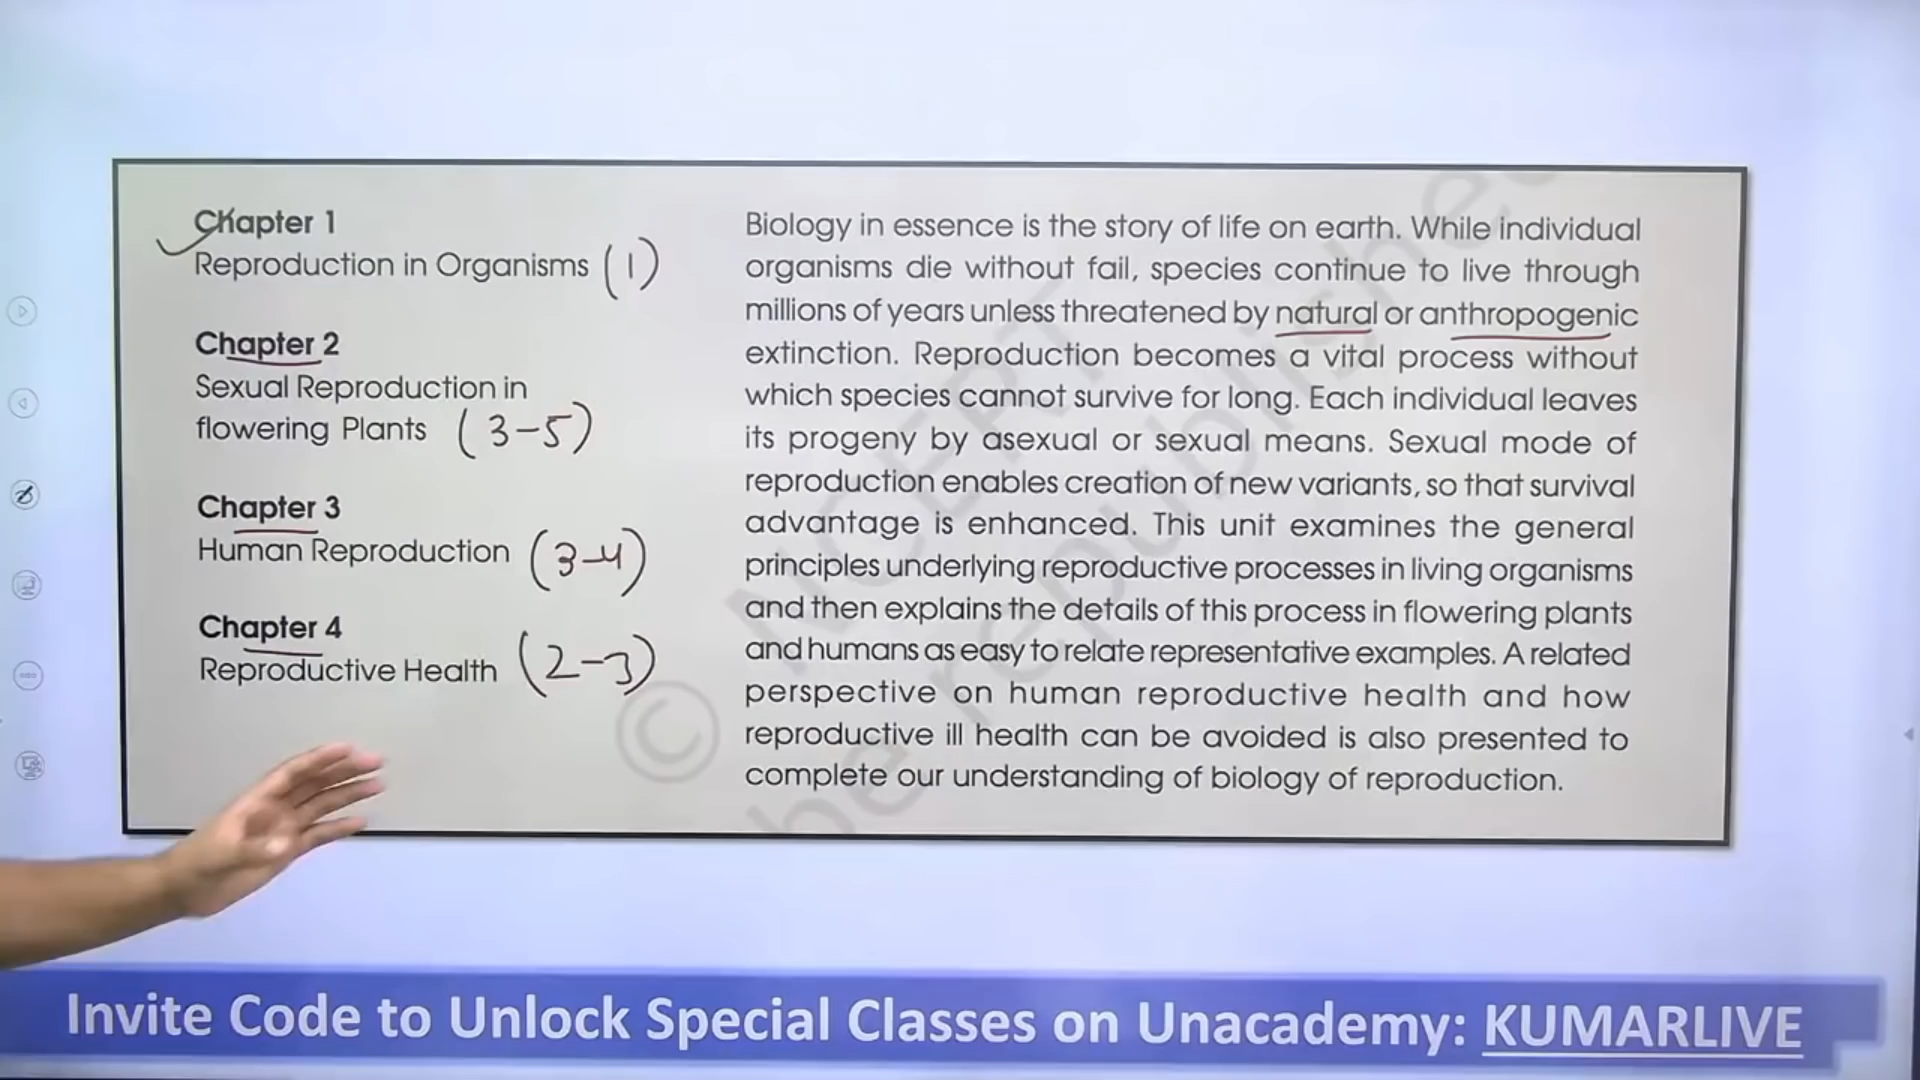 Chapter 1
Reproduction in Organisms (1)
Chapter 2
Sexual Reproduction in
flowering Plants (3-5)
Chapter 3
Human Reproduction (3-4)
Chapter 4
Reproductive Health (2-3)
Biology in essence is the story of life on earth. While individual
organisms die without fail, species continue to live through
millions of years unless threatened by natural or anthropogenic
extinction. Reproduction becomes a vital process without
which species cannot survive for long. Each individual leaves
its progeny by asexual or sexual means. Sexual mode of
reproduction enables creation of new variants, so that survival
advantage is enhanced. This unit examines the general
principles underlying reproductive processes in living organisms
and then explains the details of this process in flowering plants
and humans as easy to relate representative examples. A related
perspective on human reproductive health and how
reproductive ill health can be avoided is also presented to
complete our understanding of biology of reproduction.
© NCERT
be republished
Invite Code to Unlock Special Classes on Unacademy: KUMARLIVE